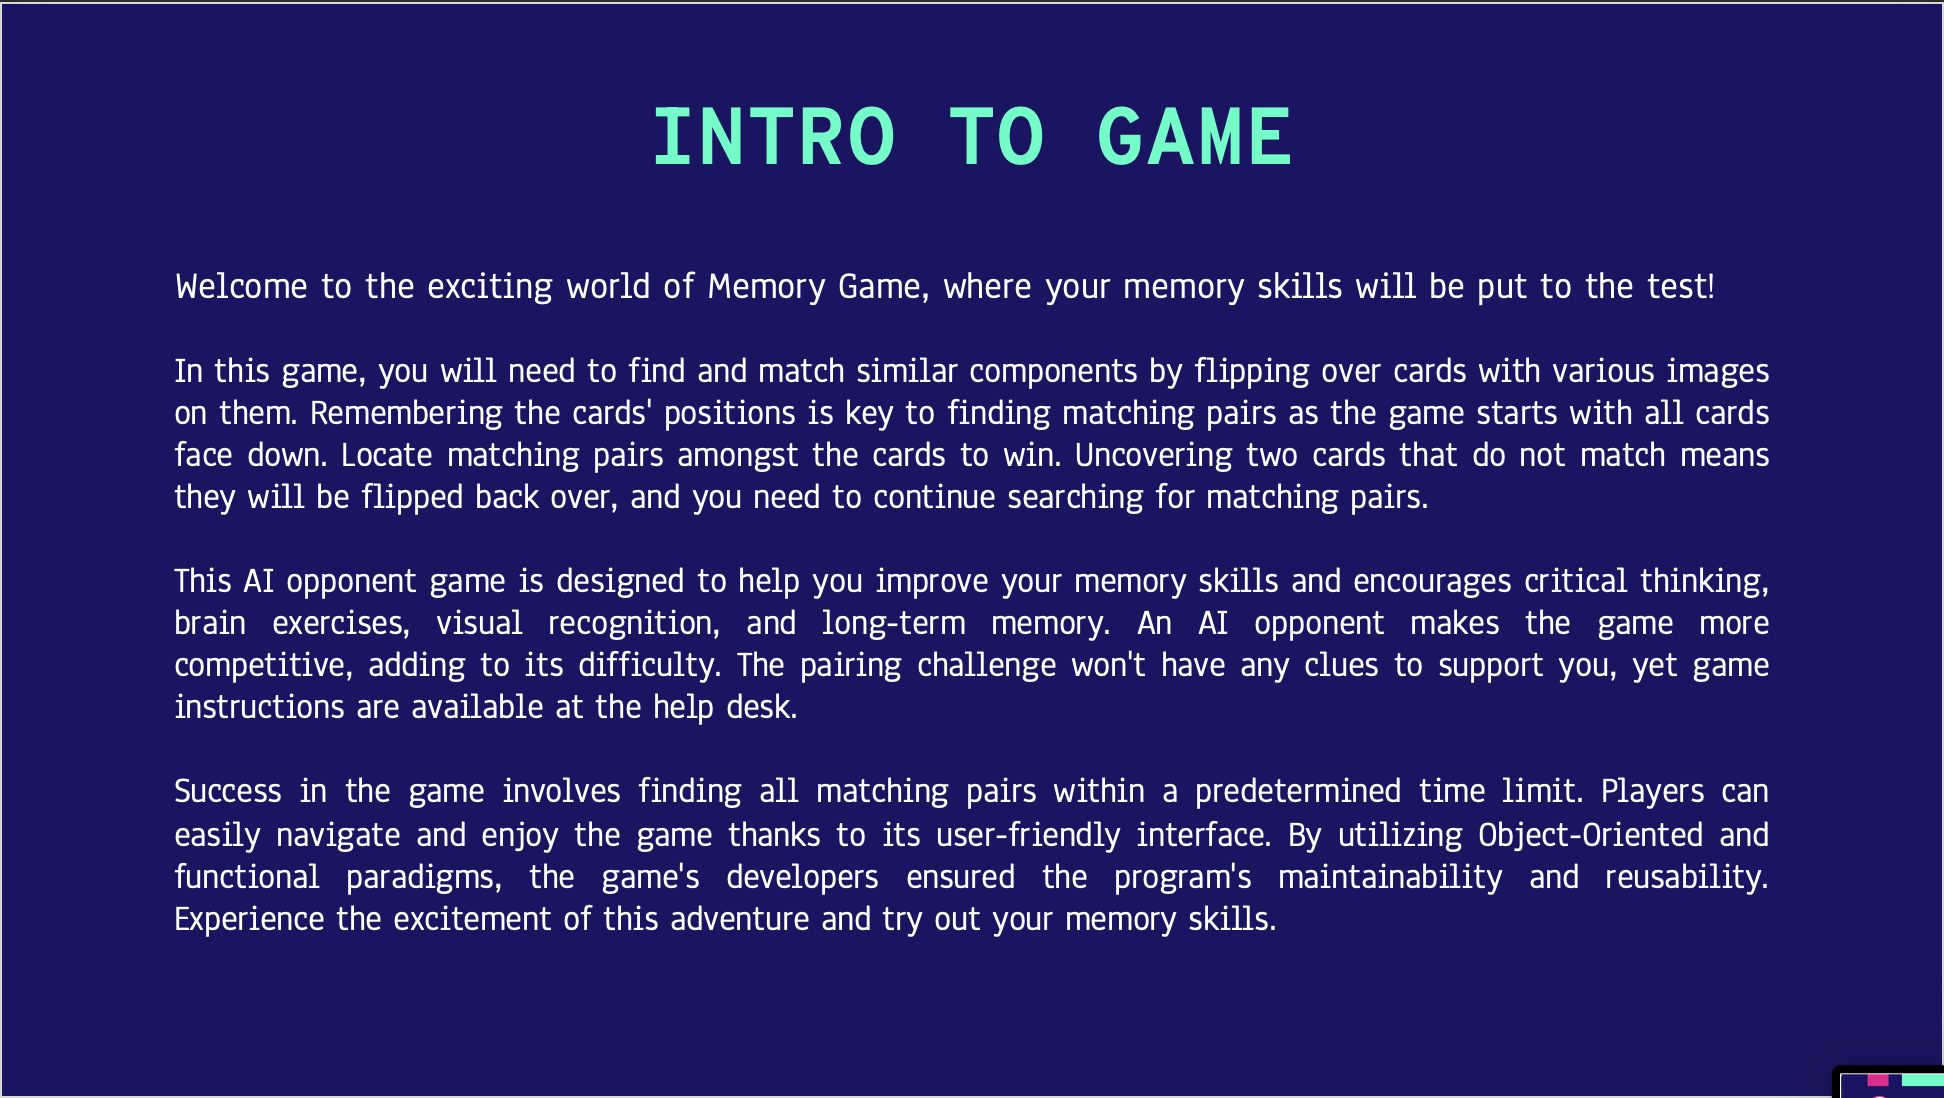 INTRO TO GAME
Welcome to the exciting world of Memory Game, where your memory skills will be put to the test!
In this game, you will need to find and match similar components by flipping over cards with various images
on them. Remembering the cards' positions is key to finding matching pairs as the game starts with all cards
face down. Locate matching pairs amongst the cards to win. Uncovering two cards that do not match means
they will be flipped back over, and you need to continue searching for matching pairs.
This AI opponent game is designed to help you improve your memory skills and encourages critical thinking,
brain exercises, visual recognition, and long-term memory. An AI opponent makes the game more
competitive, adding to its difficulty. The pairing challenge won't have any clues to support you, yet game
instructions are available at the help desk.
Success in the game involves finding all matching pairs within a predetermined time limit. Players can
easily navigate and enjoy the game thanks to its user-friendly interface. By utilizing Object-Oriented and
functional paradigms, the game's developers ensured the program's maintainability and reusability.
Experience the excitement of this adventure and try out your memory skills.